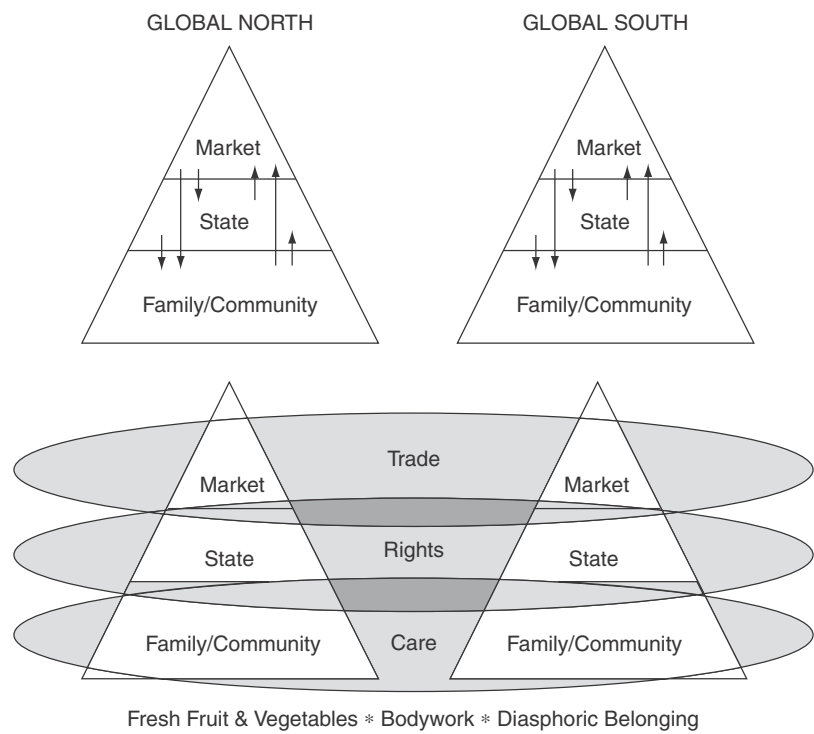 GLOBAL NORTH GLOBAL SOUTH
Market Market
State State
Family/Community Family/Community
Trade
Market Market
Rights
State State
Family/Community Care Family/Community
Fresh Fruit & Vegetables * Bodywork * Diasphoric Belonging